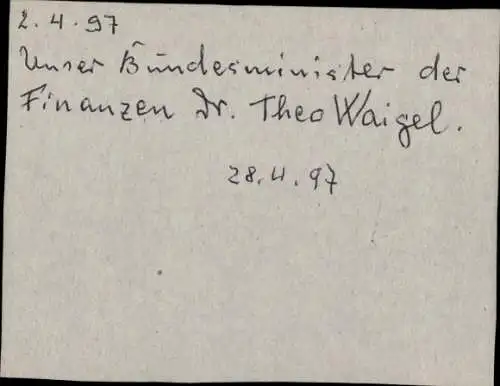 2.4.97
Unser Bundesminister der
Finanzen Dr. Theo Waigel.
28.4.97